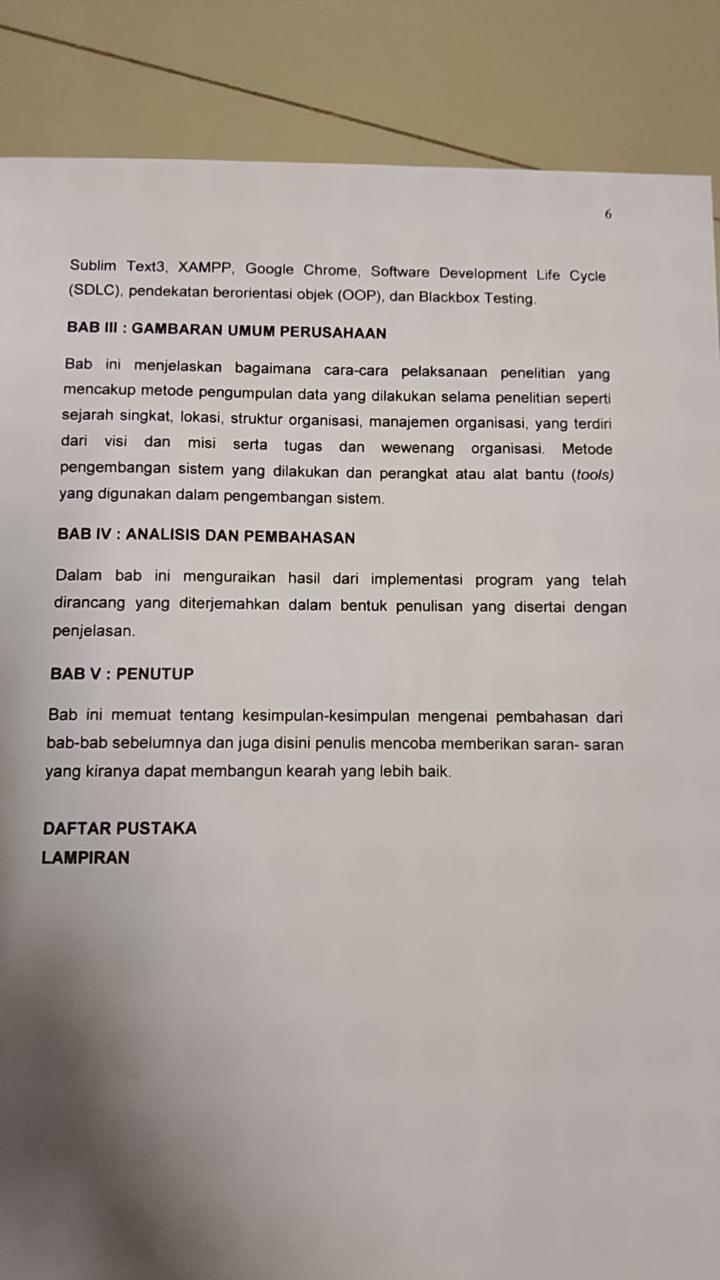 6
Sublim Text3, XAMPP, Google Chrome, Software Development Life Cycle
(SDLC), pendekatan berorientasi objek (OOP), dan Blackbox Testing.
BAB III : GAMBARAN UMUM PERUSAHAAN
Bab ini menjelaskan bagaimana cara-cara pelaksanaan penelitian yang
mencakup metode pengumpulan data yang dilakukan selama penelitian seperti
sejarah singkat, lokasi, struktur organisasi, manajemen organisasi, yang terdiri
dari visi dan misi serta tugas dan wewenang organisasi. Metode
pengembangan sistem yang dilakukan dan perangkat atau alat bantu (tools)
yang digunakan dalam pengembangan sistem.
BAB IV : ANALISIS DAN PEMBAHASAN
Dalam bab ini menguraikan hasil dari implementasi program yang telah
dirancang yang diterjemahkan dalam bentuk penulisan yang disertai dengan
penjelasan.
BAB V : PENUTUP
Bab ini memuat tentang kesimpulan-kesimpulan mengenai pembahasan dari
bab-bab sebelumnya dan juga disini penulis mencoba memberikan saran- saran
yang kiranya dapat membangun kearah yang lebih baik.
DAFTAR PUSTAKA
LAMPIRAN